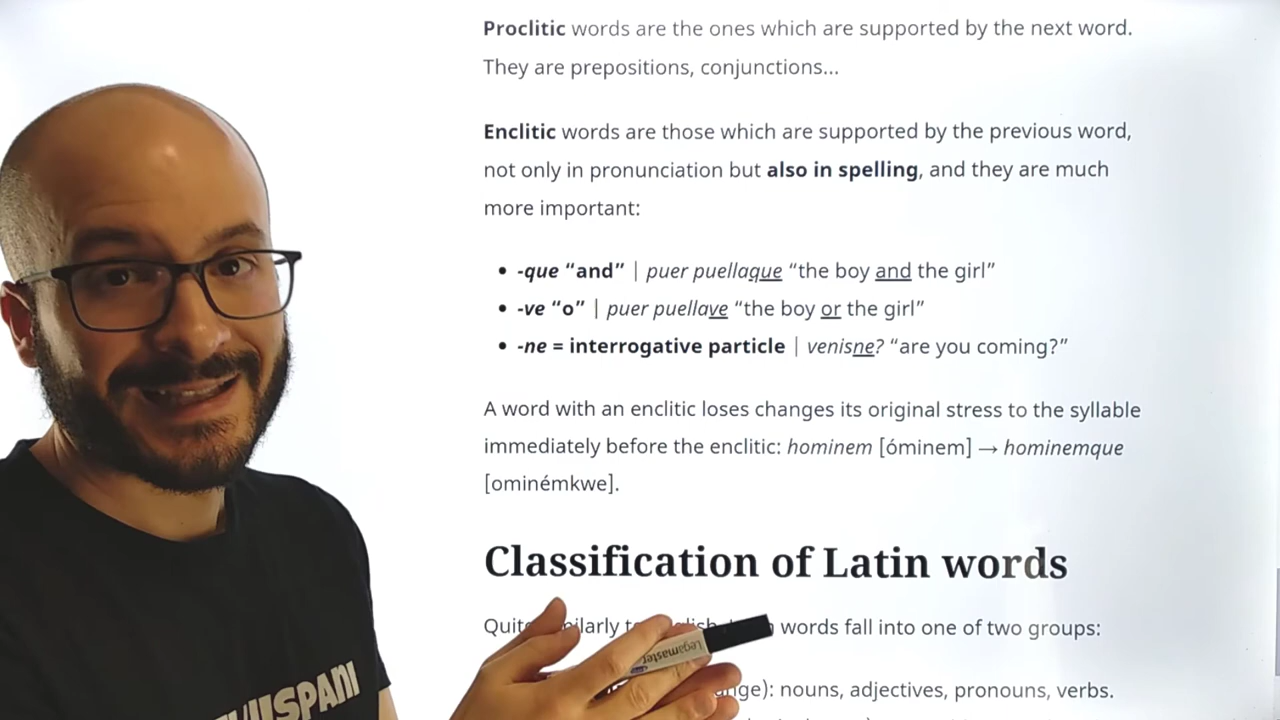 Proclitic words are the ones which are supported by the next word.
They are prepositions, conjunctions...
Enclitic words are those which are supported by the previous word,
not only in pronunciation but also in spelling, and they are much
more important:
• -que “and” | puer puellaque “the boy and the girl”
• -ve “o” | puer puellave “the boy or the girl”
• -ne = interrogative particle | venisne? “are you coming?”
A word with an enclitic loses changes its original stress to the syllable
immediately before the enclitic: hominem [óminem] → hominemque
[ominémkwe].
Classification of Latin words
words fall into one of two groups:
nouns, adjectives, pronouns, verbs.
Legamaster